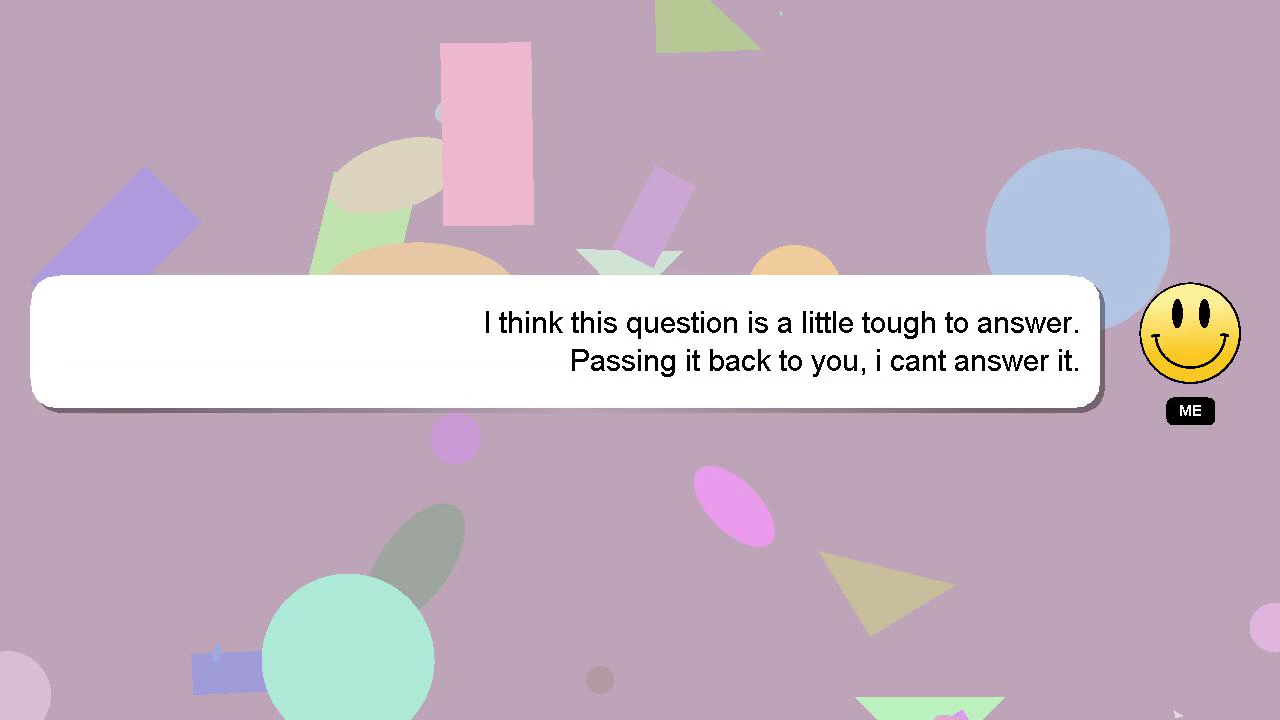 I think this question is a little tough to answer.
Passing it back to you, i cant answer it.
ME